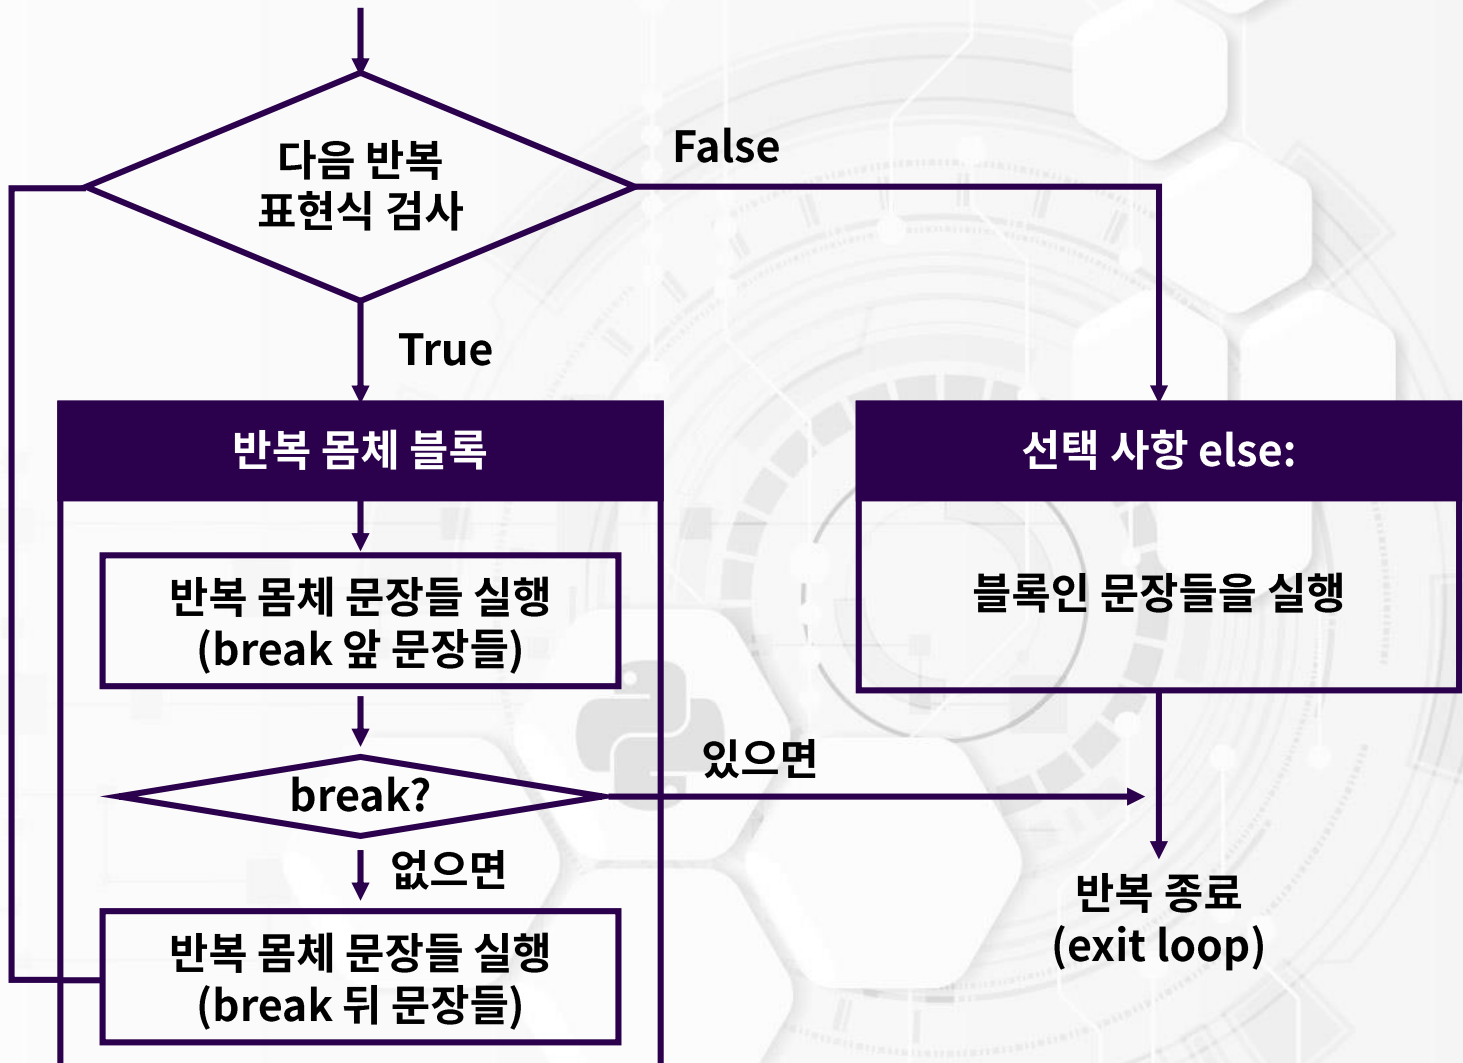 다음 반복
표현식 검사
False
True
반복 몸체 블록
반복 몸체 문장들 실행
(break 앞 문장들)
break?
있으면
없으면
반복 몸체 문장들 실행
(break 뒤 문장들)
선택 사항 else:
블록인 문장들을 실행
반복 종료
(exit loop)